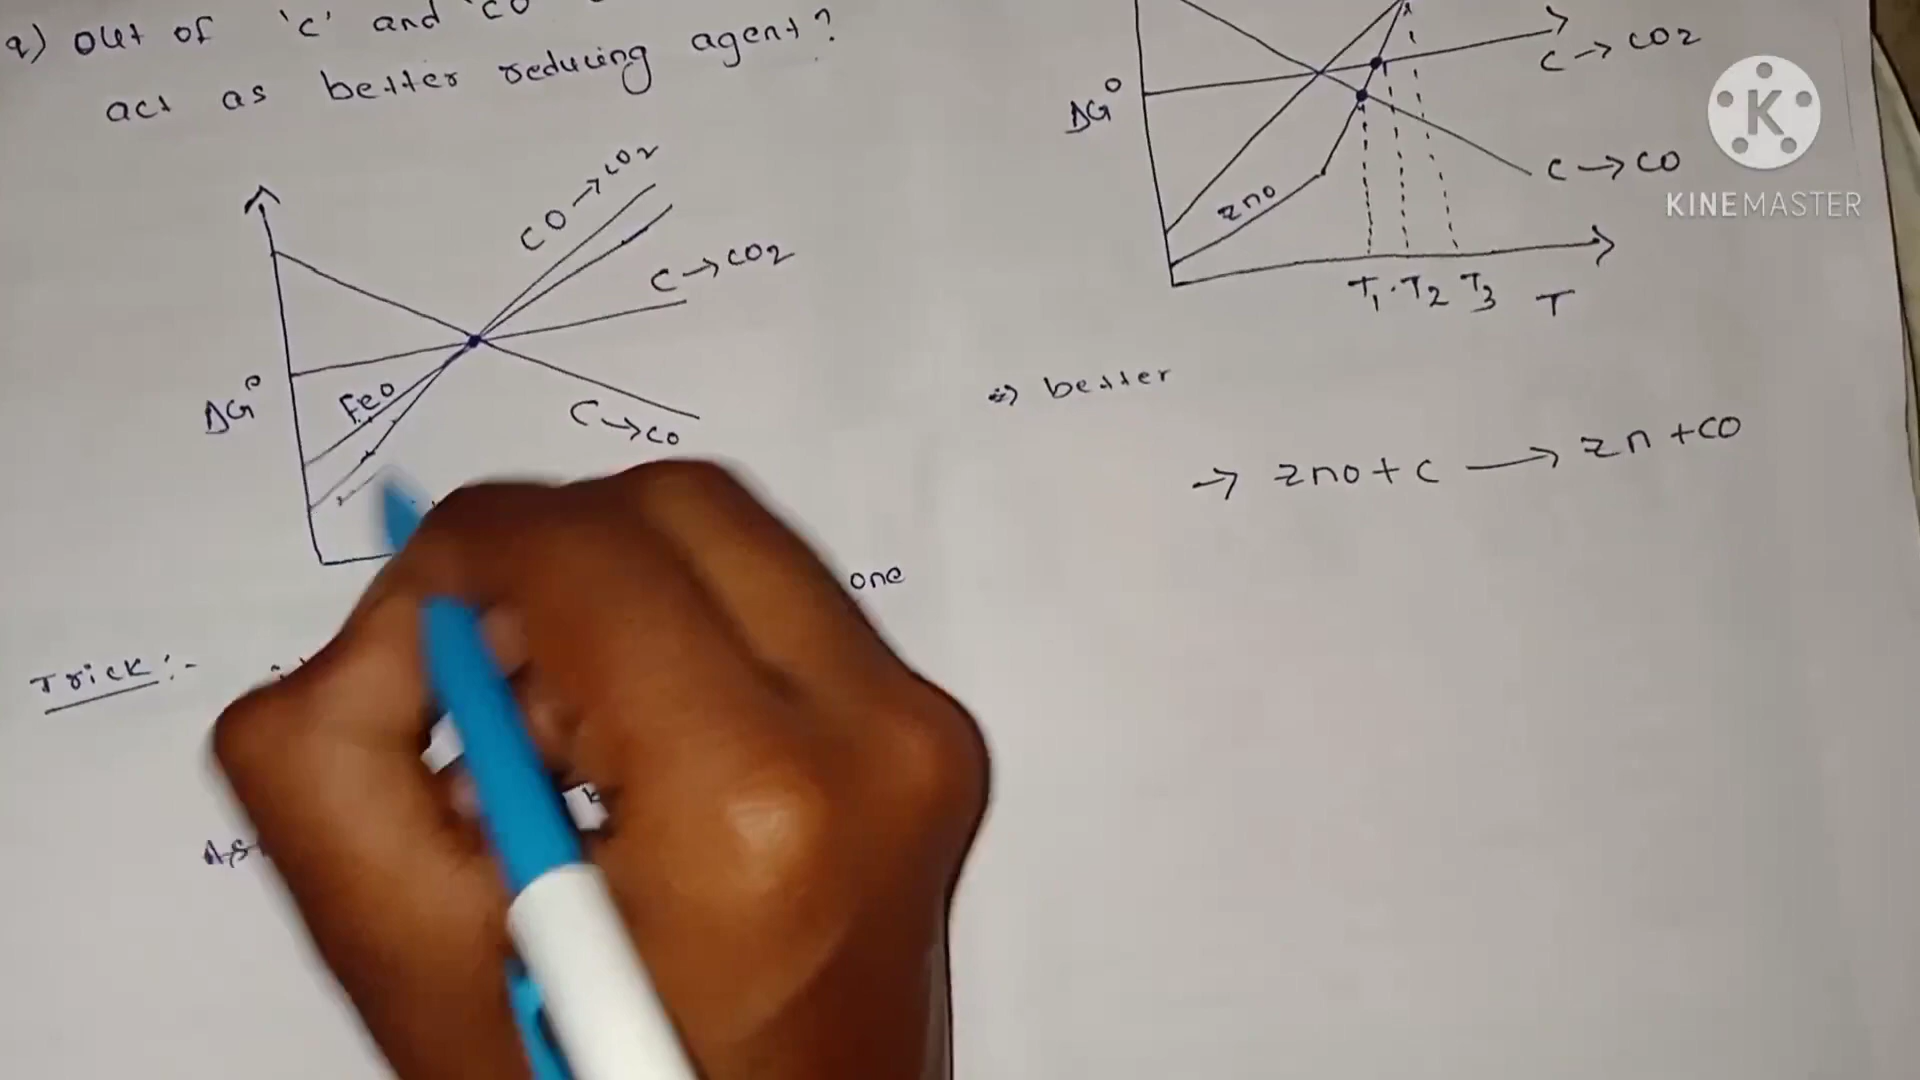 q) out of 'c' and 'co'
act as better reducing agent?
CO → CO2
C → CO2
FeO
ΔG°
C → CO
one
Trick:-
C → CO2
ΔG°
ZnO
C → CO
T1 . T2 T3 T
better
→ ZnO + C → Zn + CO
K
KINEMASTER